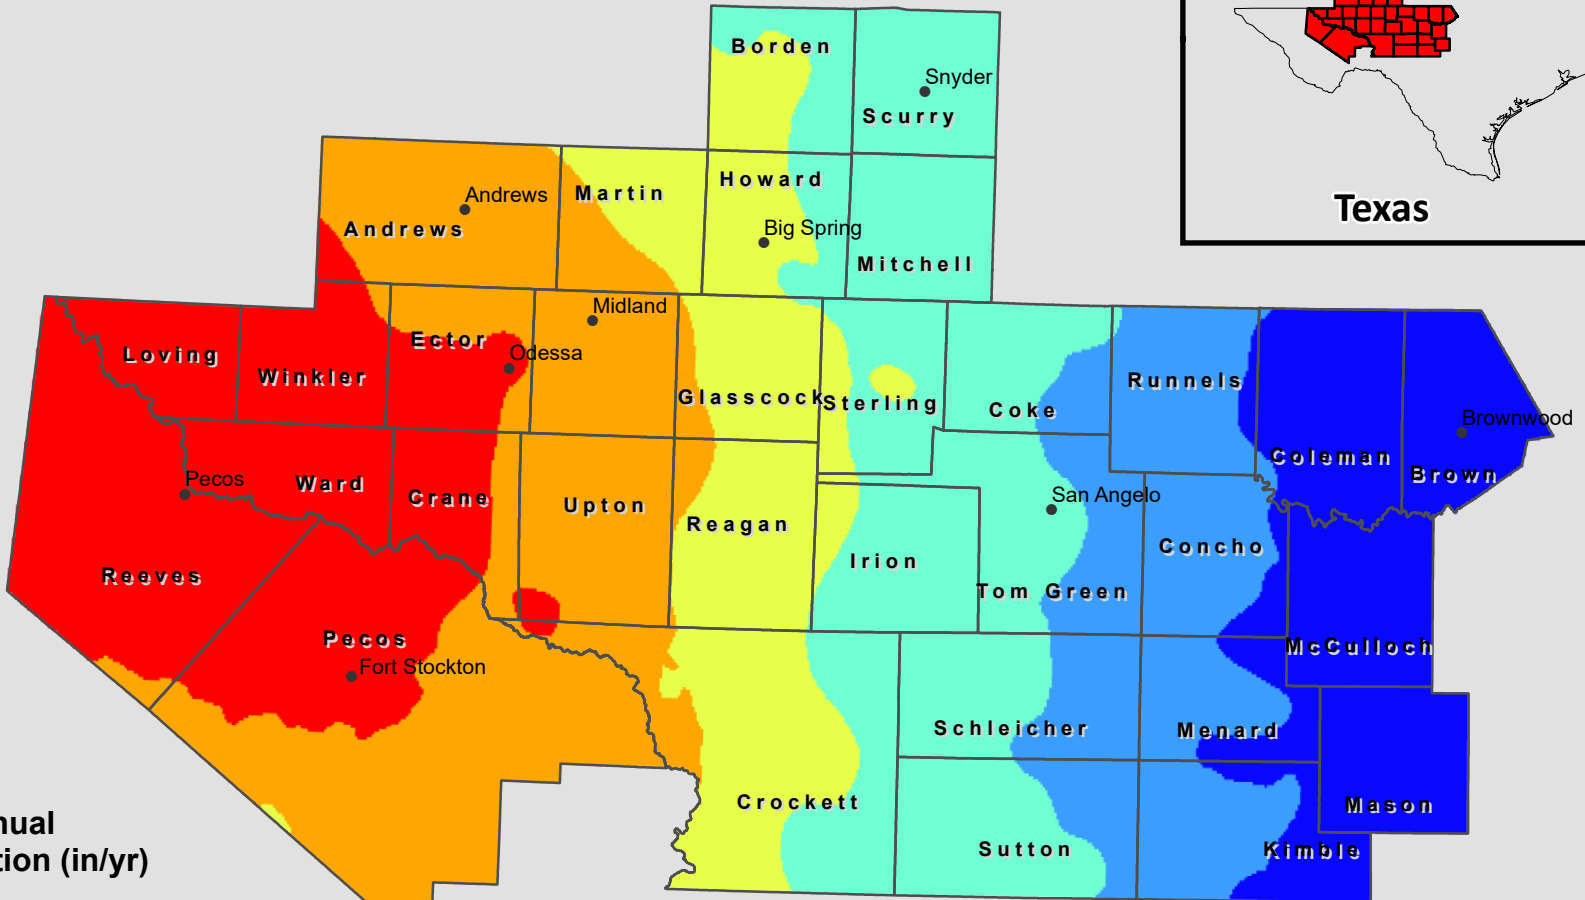 Borden
Snyder
Scurry
Texas
Andrews
Martin
Howard
Andrews
Big Spring
Mitchell
Midland
Ector
Odessa
Loving
Winkler
Glasscock
Sterling
Coke
Runnels
Brownwood
Coleman
Brown
Pecos
Ward
Crane
Upton
Reagan
San Angelo
Irion
Concho
Reeves
Tom Green
Pecos
Fort Stockton
McCulloch
Schleicher
Menard
Crockett
Mason
Sutton
Kimble
nual
tion (in/yr)